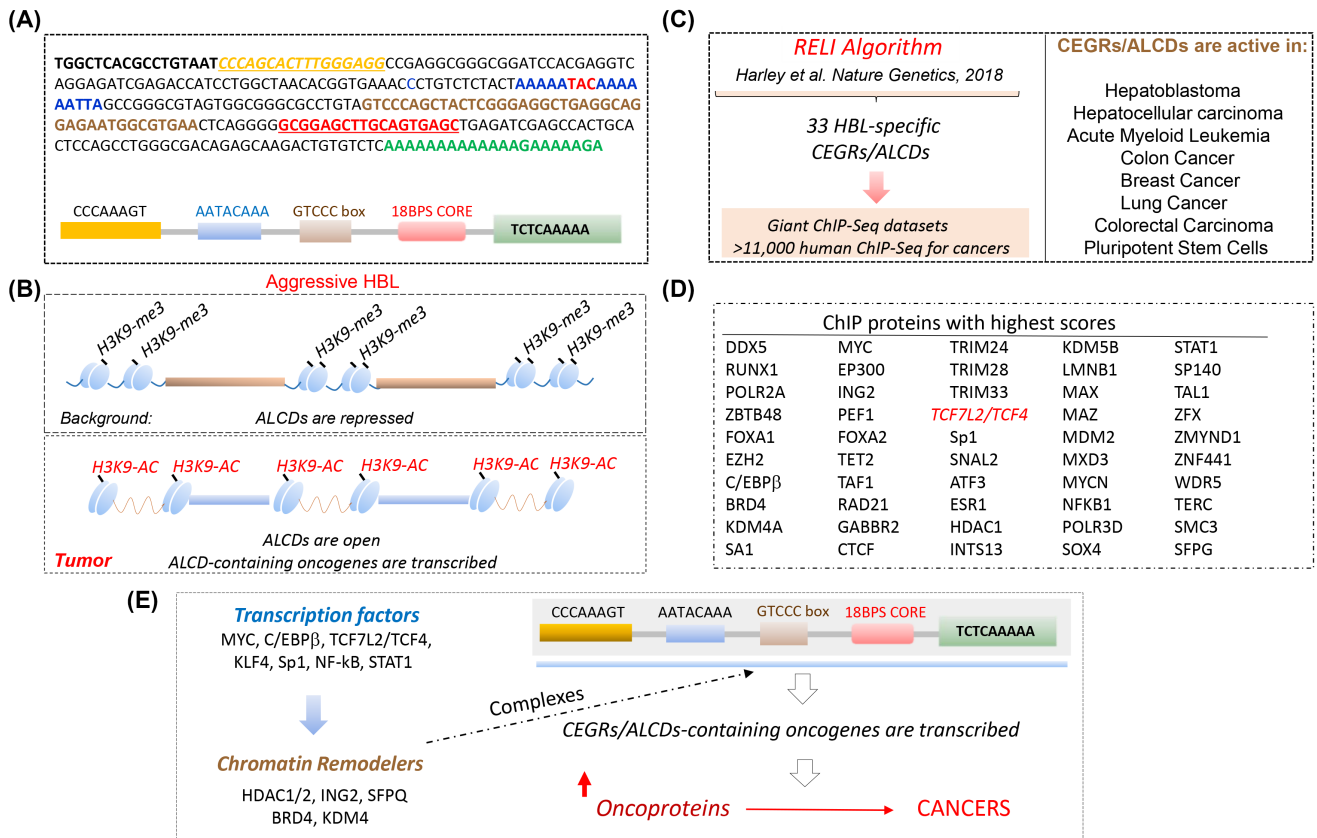 (A)
TGGCTCACGCCTGTAATCCCAGCACTTTGGGAGGCCGAGGCGGGCGGATCCACGAGGTC
AGGAGATCGAGACCATCCTGGCTAACACGGTGAAACCCTGTCTCTACTAAAAATACAAAA
AATTAGCCGGGCGTAGTGGCGGGCGCCTGTAGTCCCAGCTACTCGGGAGGCTGAGGCAG
GAGAATGGCGTGAACTCAGGGGGCGGAGCTTGCAGTGAGCTGAGATCGAGCCACTGCA
CTCCAGCCTGGGCGACAGAGCAAGACTGTGTCTCAAAAAAAAAAAAAGAAAAAGA
CCCAAAGT
AATACAAA
GTCCC box
18BPS CORE
TCTCAAAAA
(B)
Aggressive HBL
H3K9-me3
H3K9-me3
H3K9-me3
H3K9-me3
H3K9-me3
H3K9-me3
Background:
ALCDs are repressed
H3K9-AC
H3K9-AC
H3K9-AC
H3K9-AC
H3K9-AC
H3K9-AC
ALCDs are open
Tumor
ALCD-containing oncogenes are transcribed
(C)
RELI Algorithm
Harley et al. Nature Genetics, 2018
33 HBL-specific
CEGRs/ALCDs
Giant ChIP-Seq datasets
>11,000 human ChIP-Seq for cancers
CEGRs/ALCDs are active in:
Hepatoblastoma
Hepatocellular carcinoma
Acute Myeloid Leukemia
Colon Cancer
Breast Cancer
Lung Cancer
Colorectal Carcinoma
Pluripotent Stem Cells
(D)
ChIP proteins with highest scores
DDX5 MYC TRIM24 KDM5B STAT1
RUNX1 EP300 TRIM28 LMNB1 SP140
POLR2A ING2 TRIM33 MAX TAL1
ZBTB48 PEF1 TCF7L2/TCF4 MAZ ZFX
FOXA1 FOXA2 Sp1 MDM2 ZMYND1
EZH2 TET2 SNAL2 MXD3 ZNF441
C/EBPβ TAF1 ATF3 MYCN WDR5
BRD4 RAD21 ESR1 NFKB1 TERC
KDM4A GABBR2 HDAC1 POLR3D SMC3
SA1 CTCF INTS13 SOX4 SFPG
(E)
Transcription factors
MYC, C/EBPβ, TCF7L2/TCF4,
KLF4, Sp1, NF-kB, STAT1
Chromatin Remodelers
HDAC1/2, ING2, SFPQ
BRD4, KDM4
Complexes
CCCAAAGT
AATACAAA
GTCCC box
18BPS CORE
TCTCAAAAA
CEGRs/ALCDs-containing oncogenes are transcribed
Oncoproteins
CANCERS